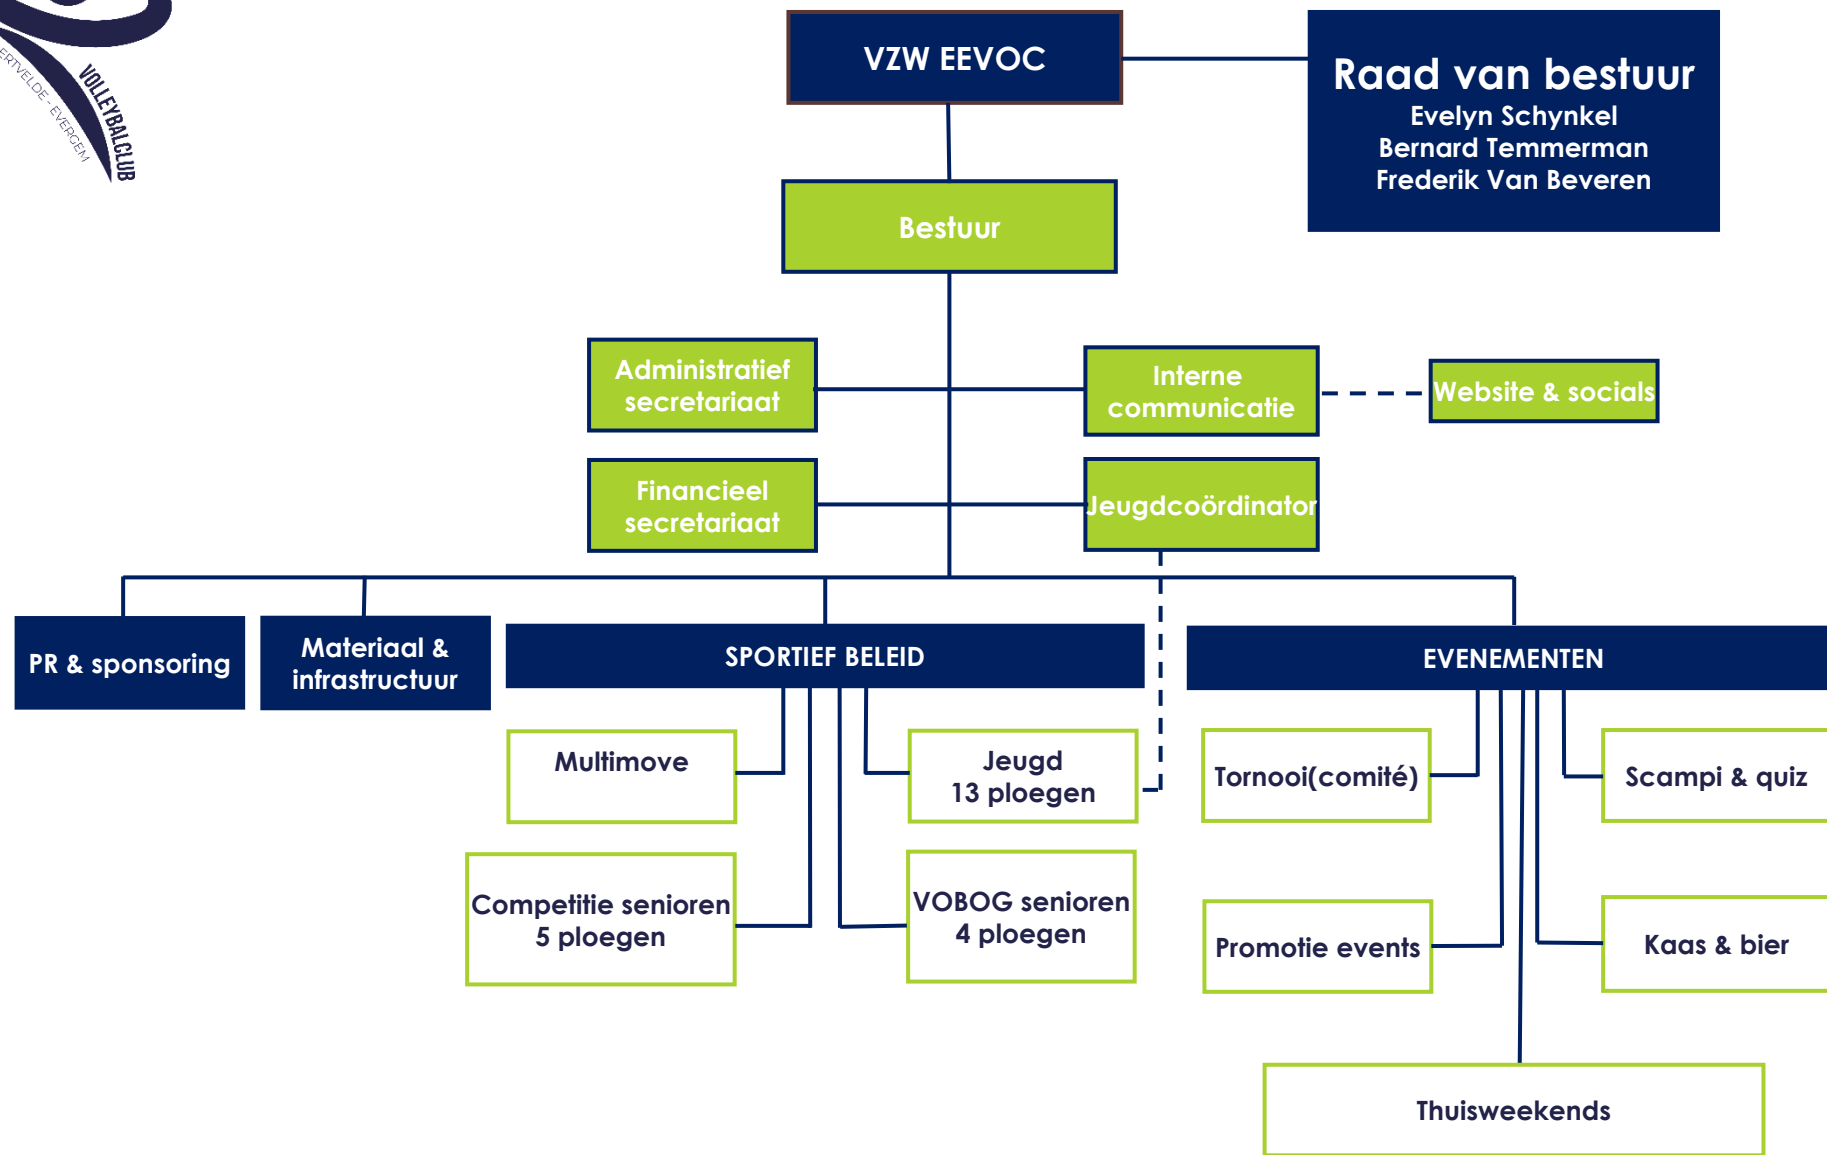 ERTVELDE - EVERGEM
VOLLEYBALCLUB
VZW EEVOC
Raad van bestuur
Evelyn Schynkel
Bernard Temmerman
Frederik Van Beveren
Bestuur
Administratief
secretariaat
Interne
communicatie
Website & socials
Financieel
secretariaat
Jeugdcoördinator
PR & sponsoring
Materiaal &
infrastructuur
SPORTIEF BELEID
EVENEMENTEN
Multimove
Jeugd
13 ploegen
Tornooi(comité)
Scampi & quiz
Competitie senioren
5 ploegen
VOBOG senioren
4 ploegen
Promotie events
Kaas & bier
Thuisweekends